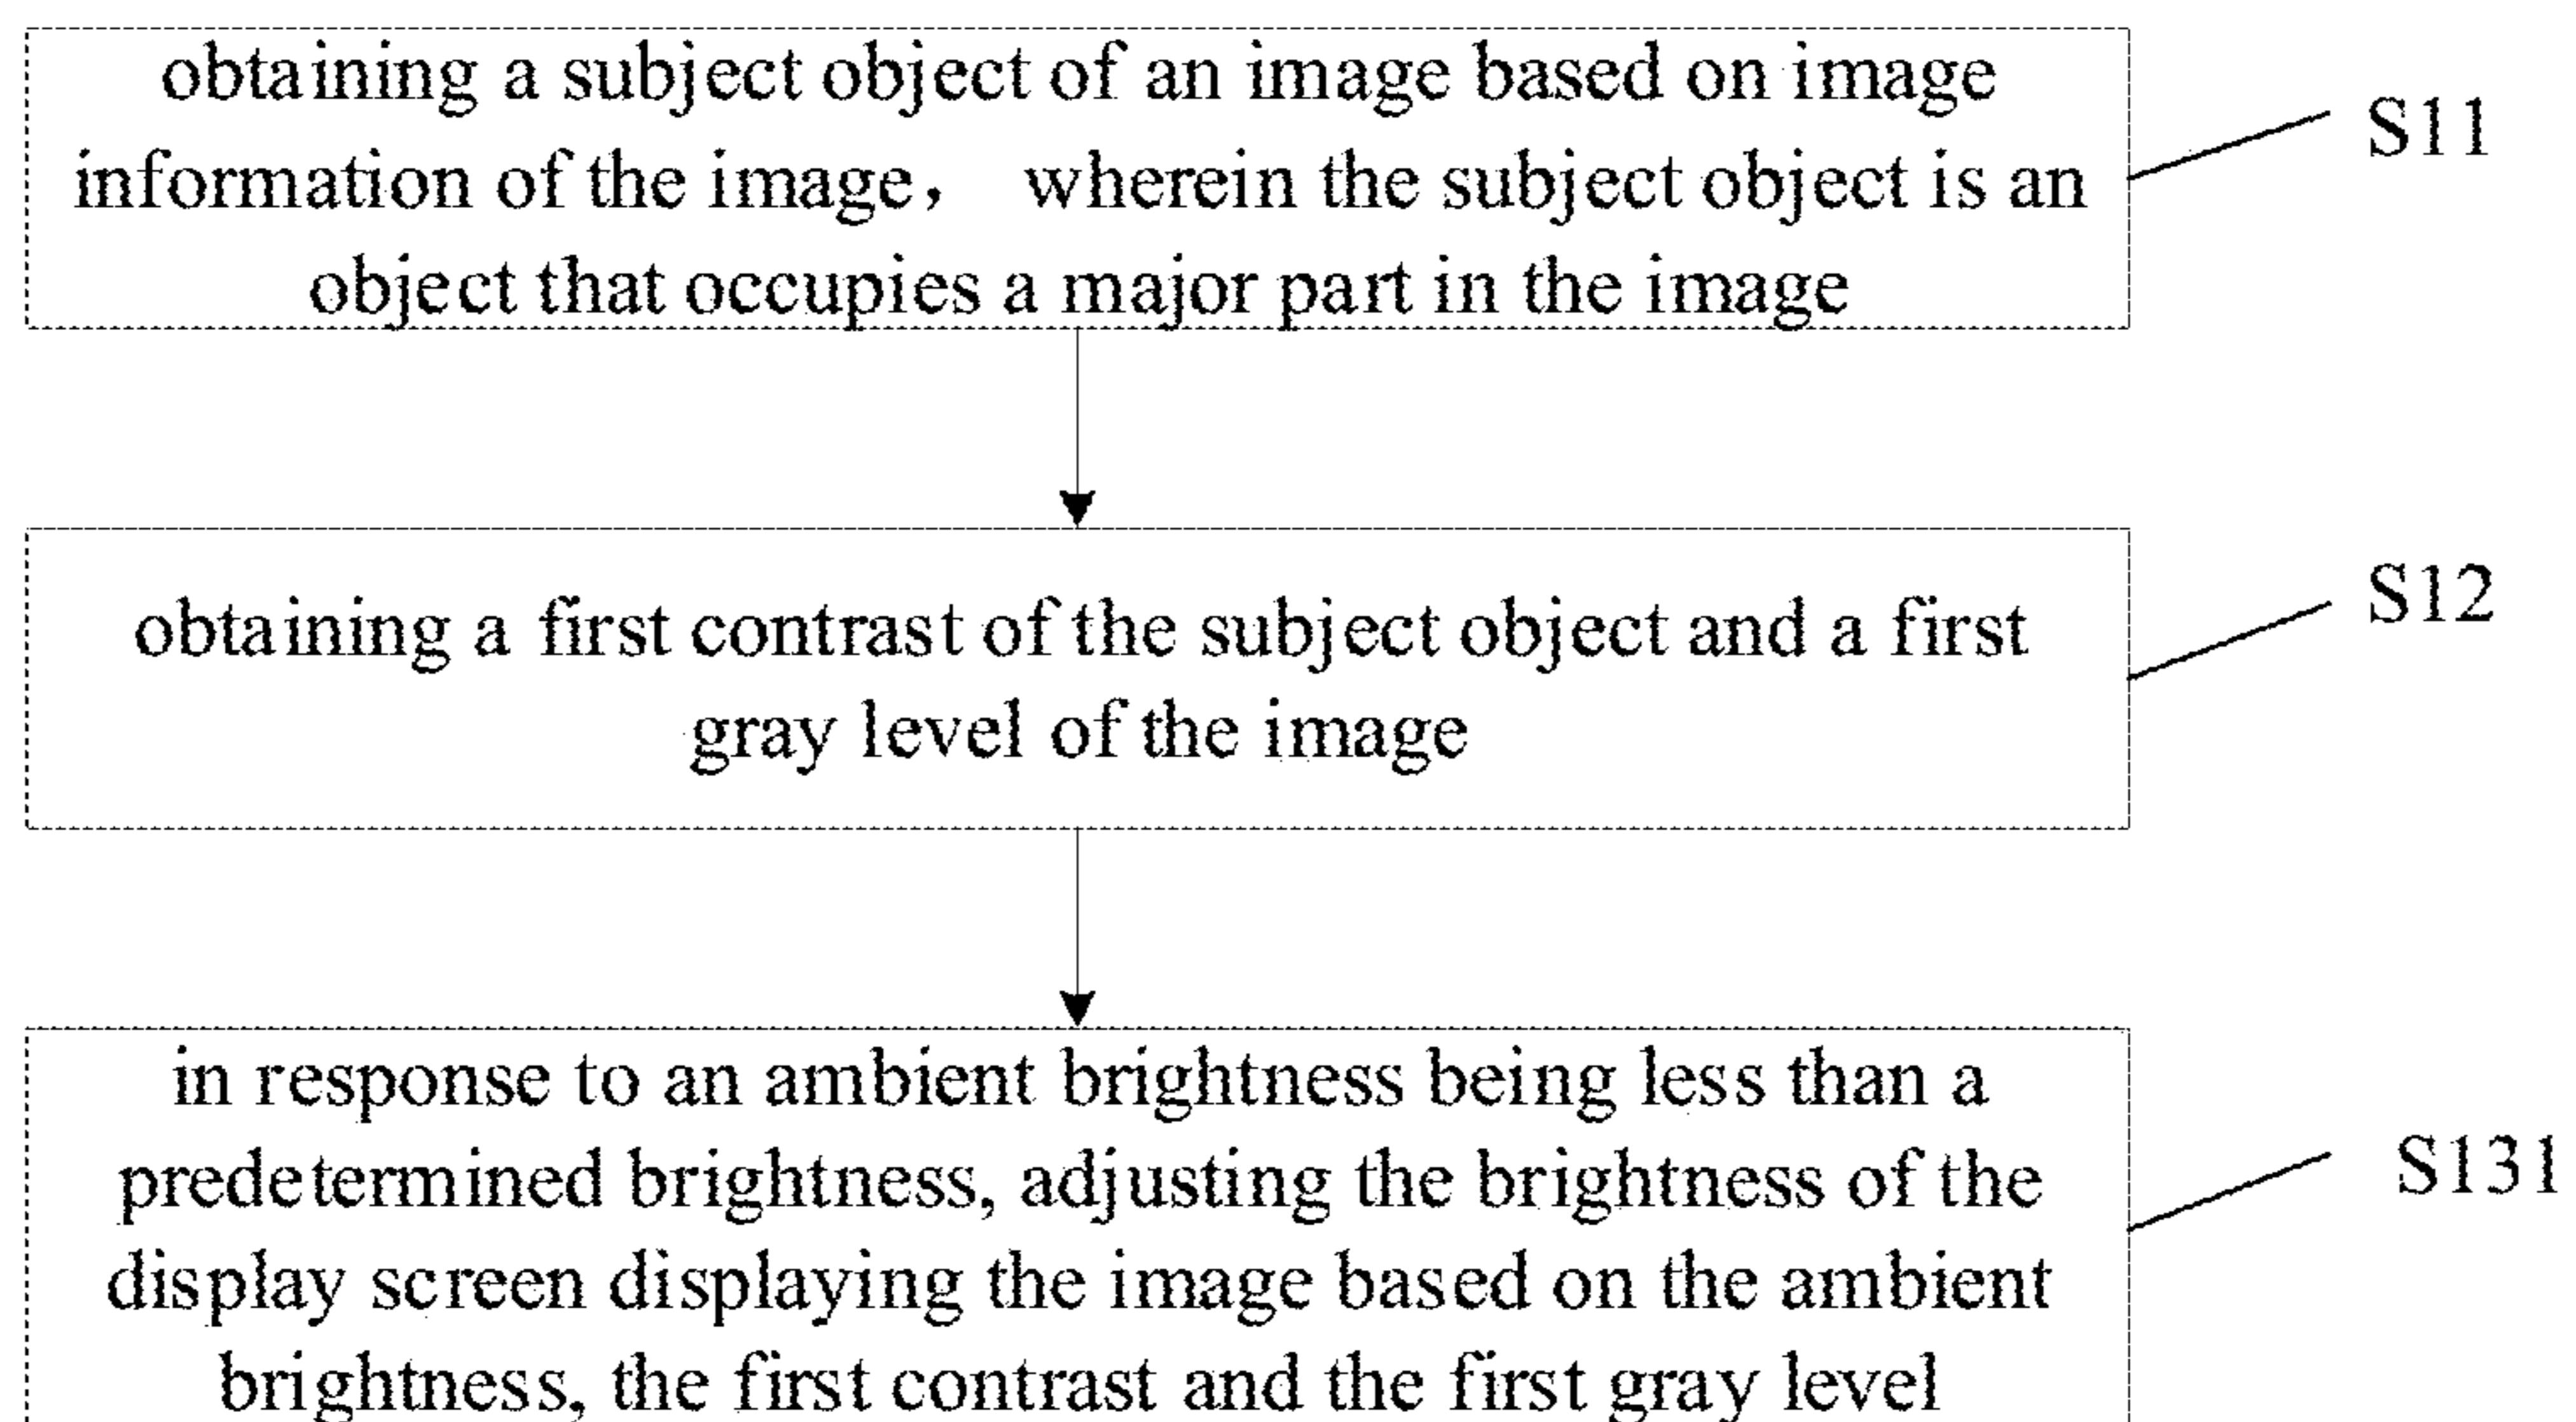 obtaining a subject object of an image based on image
information of the image， wherein the subject object is an
object that occupies a major part in the image
S11
obtaining a first contrast of the subject object and a first
gray level of the image
S12
in response to an ambient brightness being less than a
predetermined brightness, adjusting the brightness of the
display screen displaying the image based on the ambient
brightness, the first contrast and the first gray level
S131